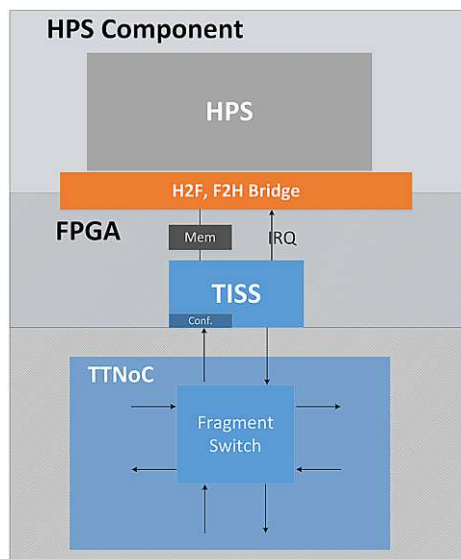 HPS Component
HPS
H2F, F2H Bridge
FPGA
Mem
IRQ
TISS
Conf.
TTNoC
Fragment
Switch